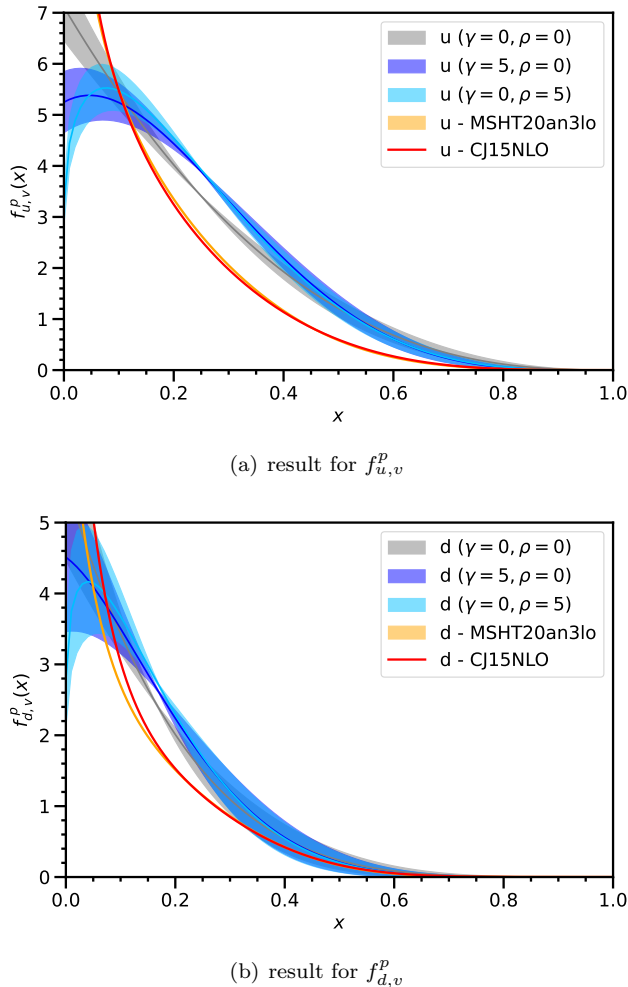 7
6
5
4
3
2
1
0
f^p_{u,v}(x)
u (γ=0, ρ=0)
u (γ=5, ρ=0)
u (γ=0, ρ=5)
u - MSHT20an3lo
u - CJ15NLO
0.0 0.2 0.4 0.6 0.8 1.0
x
(a) result for f^p_{u,v}
5
4
3
2
1
0
f^p_{d,v}(x)
d (γ=0, ρ=0)
d (γ=5, ρ=0)
d (γ=0, ρ=5)
d - MSHT20an3lo
d - CJ15NLO
0.0 0.2 0.4 0.6 0.8 1.0
x
(b) result for f^p_{d,v}